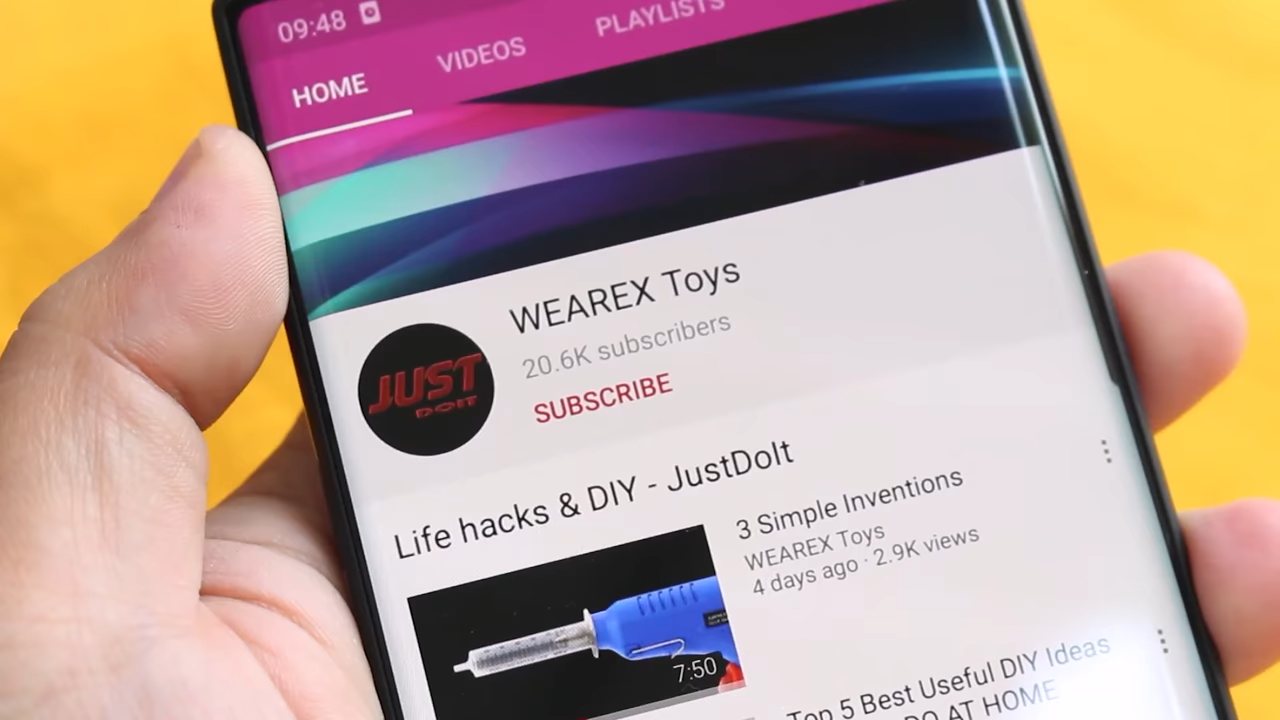 09:48
HOME
VIDEOS
PLAYLISTS
WEAREX Toys
20.6K subscribers
SUBSCRIBE
JUST
DOIT
Life hacks & DIY - JustDoIt
3 Simple Inventions
WEAREX Toys
4 days ago · 2.9K views
7:50
Top 5 Best Useful DIY Ideas
DO AT HOME